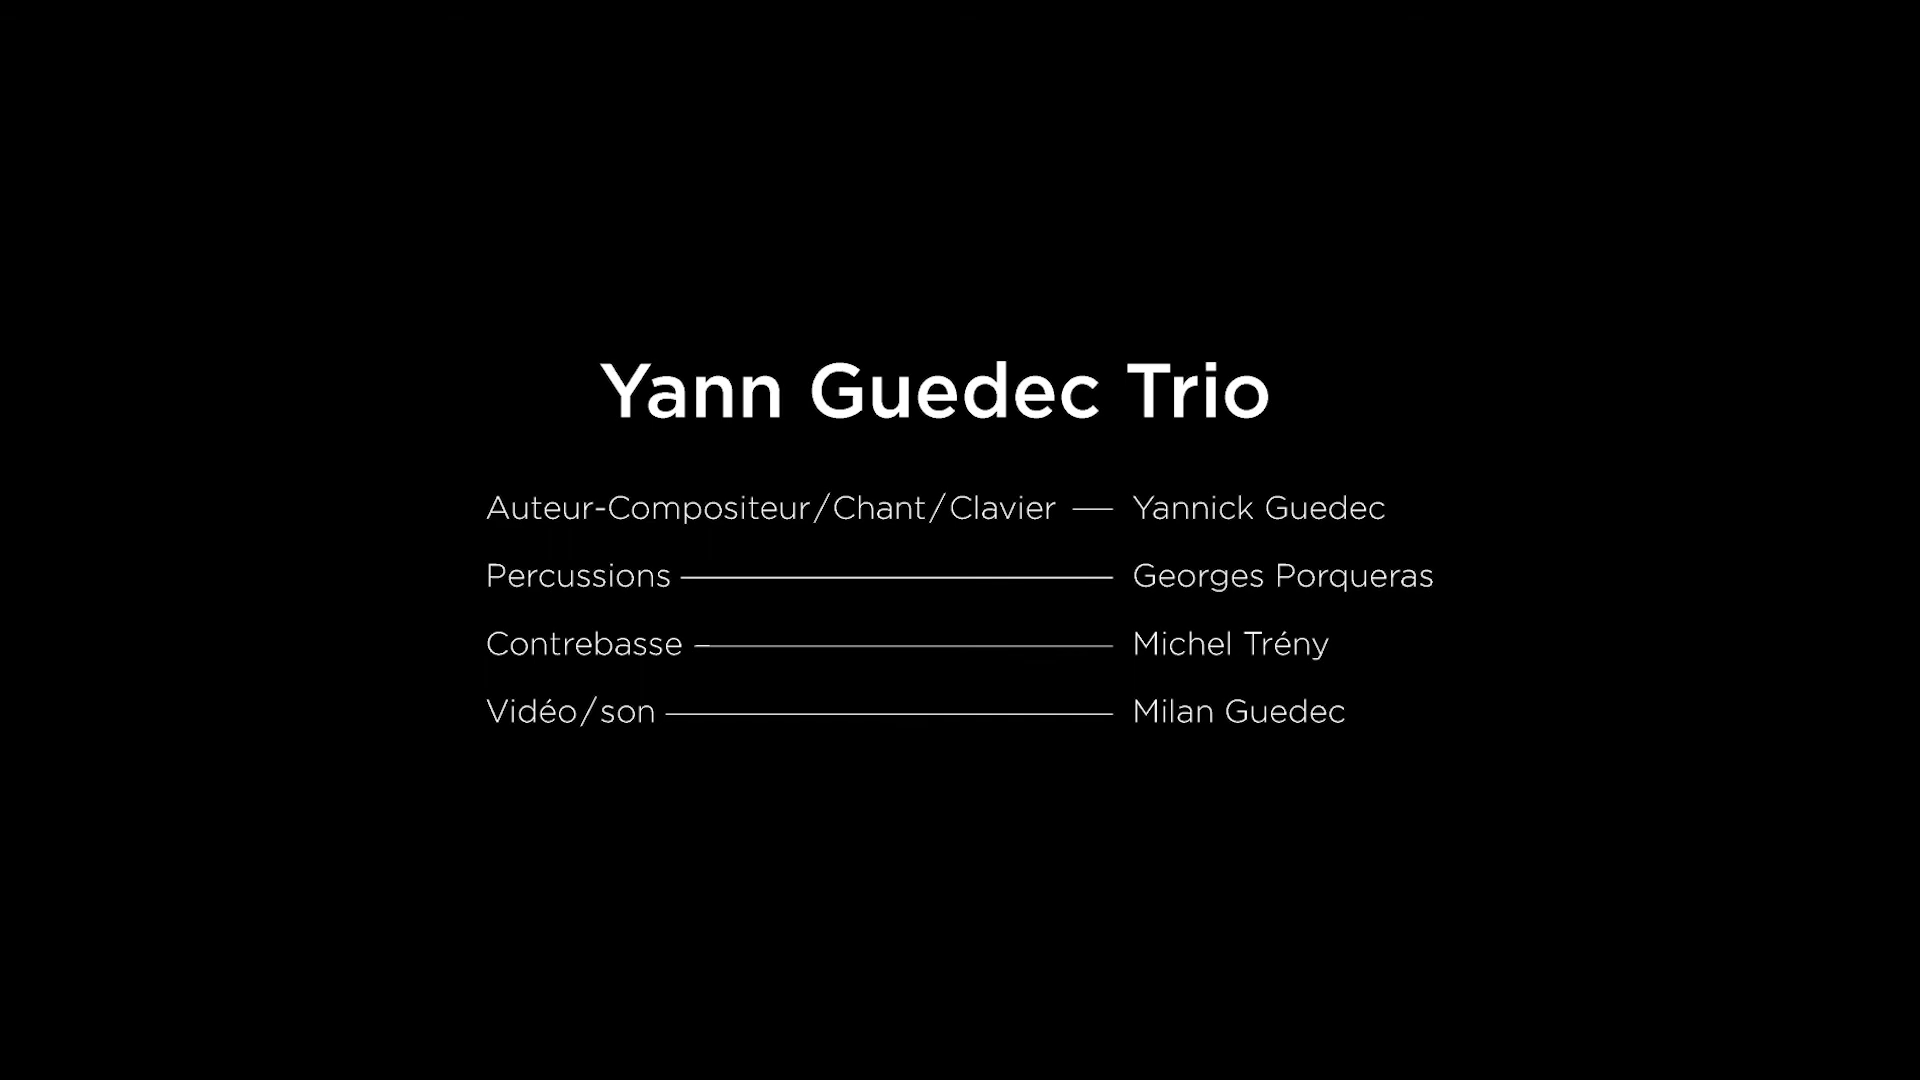 Yann Guedec Trio
Auteur-Compositeur/Chant/Clavier — Yannick Guedec
Percussions — Georges Porqueras
Contrebasse — Michel Trény
Vidéo/son — Milan Guedec